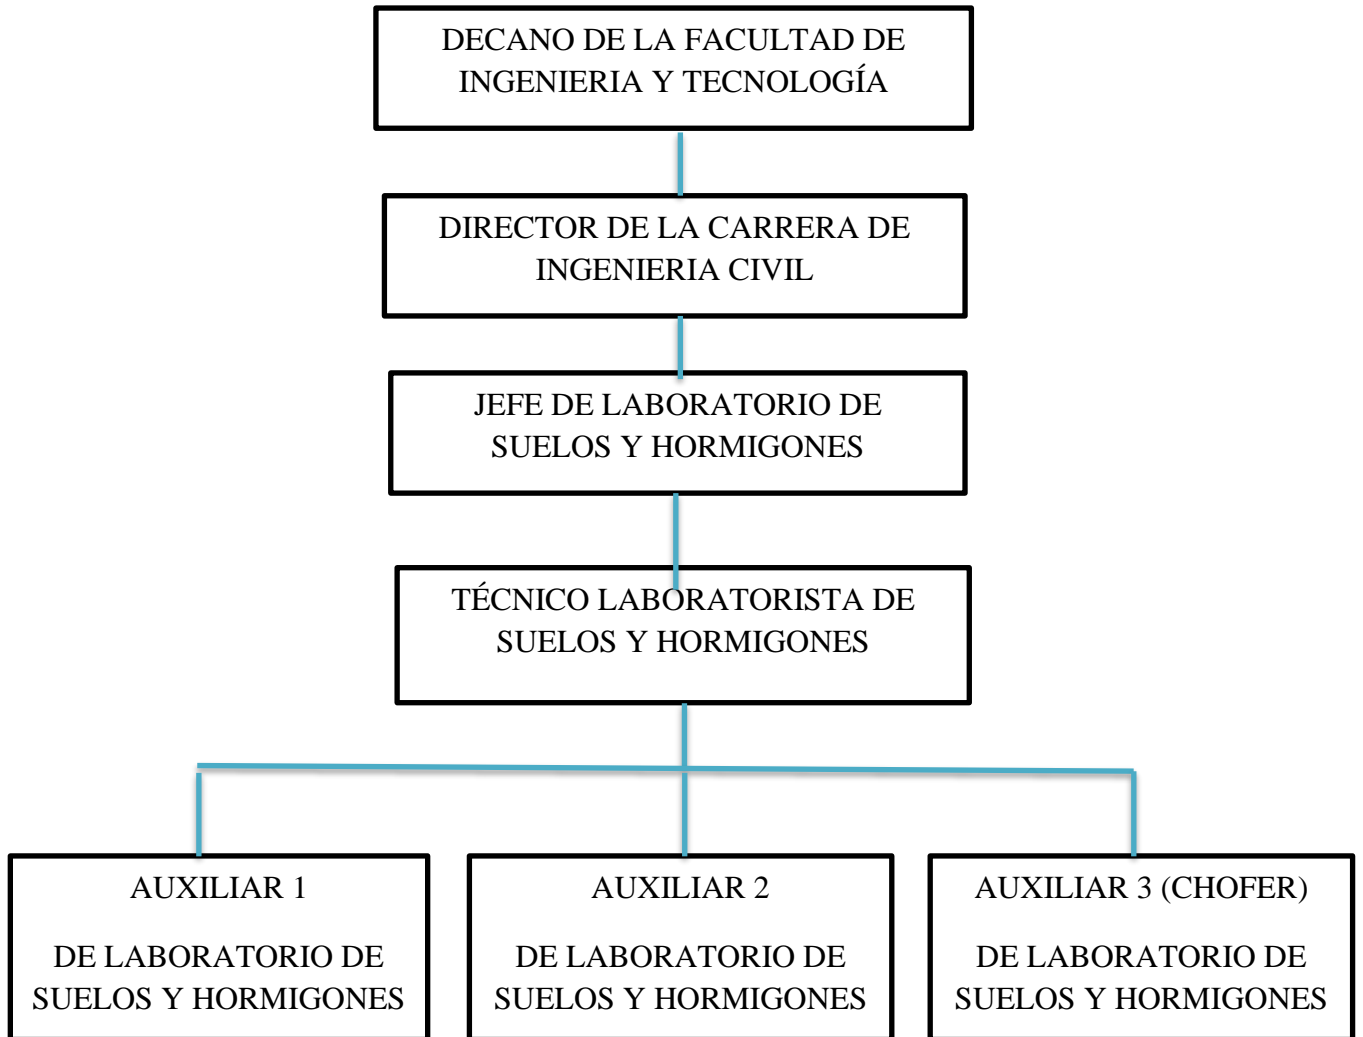 DECANO DE LA FACULTAD DE
INGENIERIA Y TECNOLOGÍA
DIRECTOR DE LA CARRERA DE
INGENIERIA CIVIL
JEFE DE LABORATORIO DE
SUELOS Y HORMIGONES
TÉCNICO LABORATORISTA DE
SUELOS Y HORMIGONES
AUXILIAR 1
DE LABORATORIO DE
SUELOS Y HORMIGONES
AUXILIAR 2
DE LABORATORIO DE
SUELOS Y HORMIGONES
AUXILIAR 3 (CHOFER)
DE LABORATORIO DE
SUELOS Y HORMIGONES